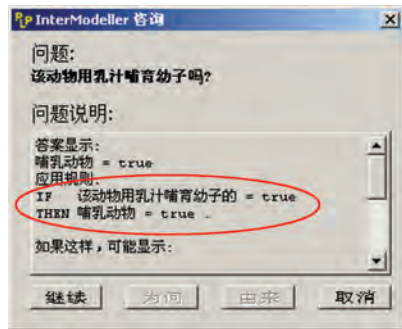 InterModeller 咨询
问题:
该动物用乳汁哺育幼子吗?
问题说明:
答案显示:
哺乳动物 = true
应用规则:
IF 该动物用乳汁哺育幼子的 = true
THEN 哺乳动物 = true .
如果这样，可能显示:
继续 为何 由来 取消